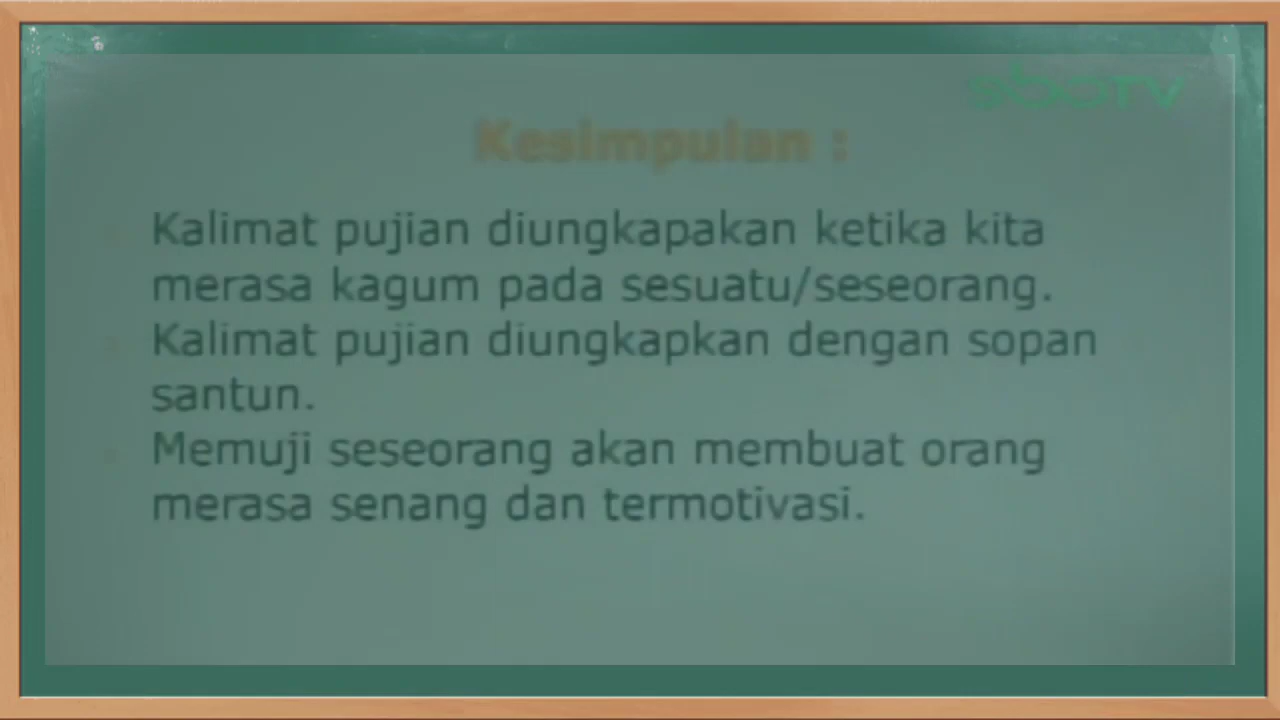 sboTV
Kesimpulan :
Kalimat pujian diungkapakan ketika kita
merasa kagum pada sesuatu/seseorang.
Kalimat pujian diungkapkan dengan sopan
santun.
Memuji seseorang akan membuat orang
merasa senang dan termotivasi.